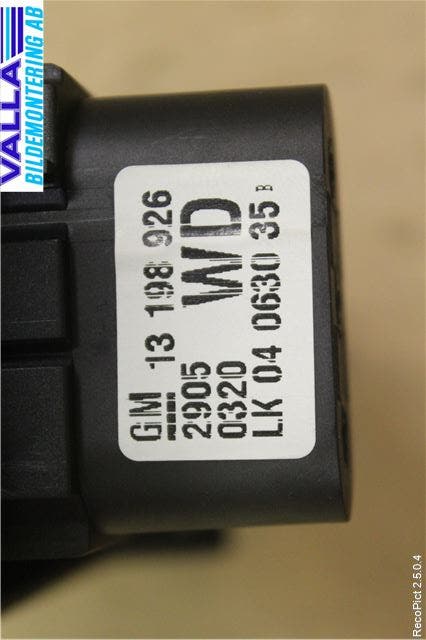 VALLA
BILDEMONTERING AB
GM 13 198 926
2905 WD
0320
LK 04 0630 35 B
RecoPict 2.5.0.4